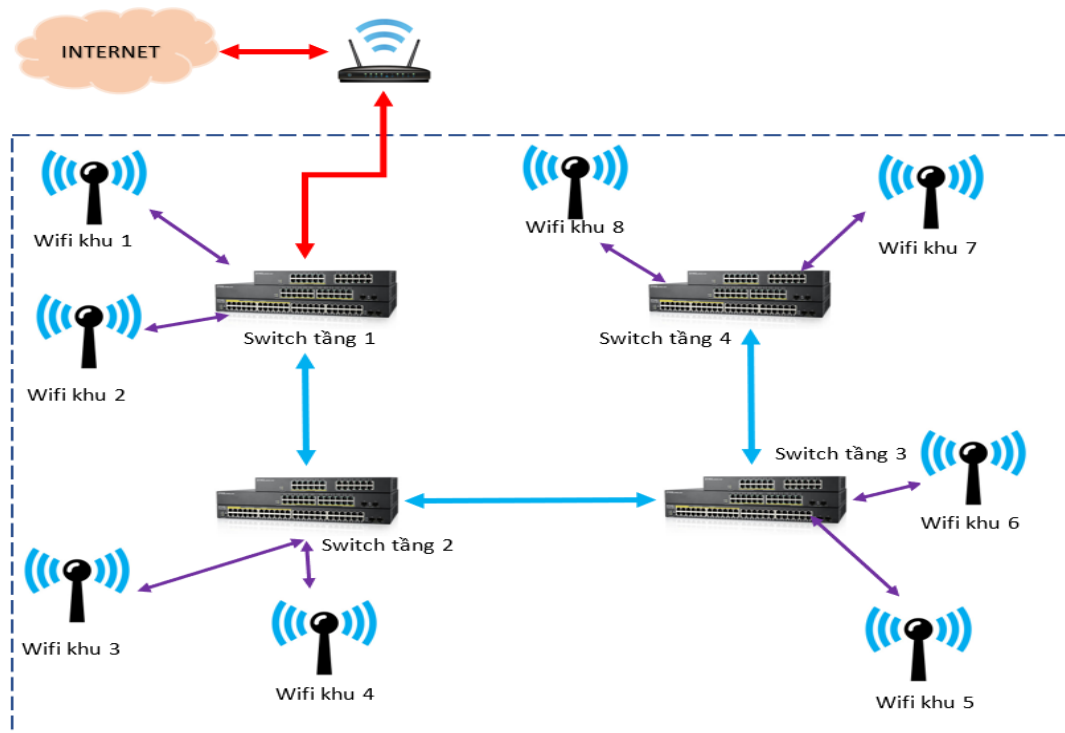 INTERNET
Wifi khu 1
Wifi khu 8
Wifi khu 7
Switch tầng 1
Switch tầng 4
Wifi khu 2
Switch tầng 3
Wifi khu 6
Switch tầng 2
Wifi khu 3
Wifi khu 4
Wifi khu 5